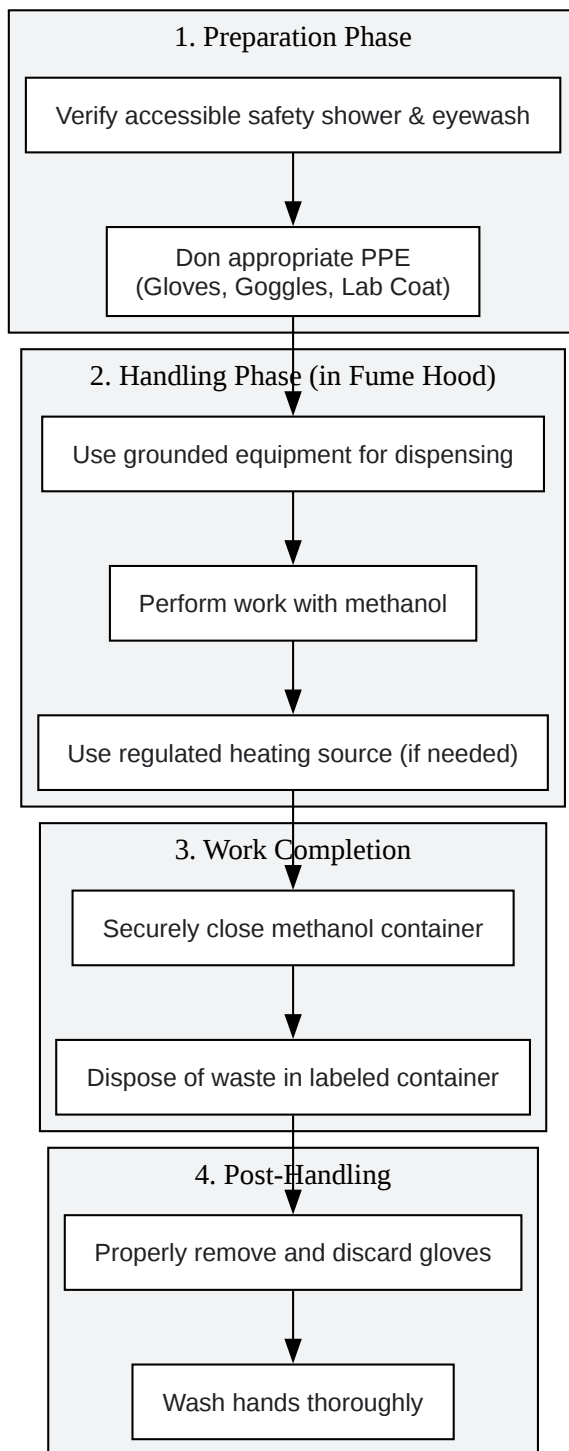 1. Preparation Phase
Verify accessible safety shower & eyewash
Don appropriate PPE
(Gloves, Goggles, Lab Coat)
2. Handling Phase (in Fume Hood)
Use grounded equipment for dispensing
Perform work with methanol
Use regulated heating source (if needed)
3. Work Completion
Securely close methanol container
Dispose of waste in labeled container
4. Post-Handling
Properly remove and discard gloves
Wash hands thoroughly